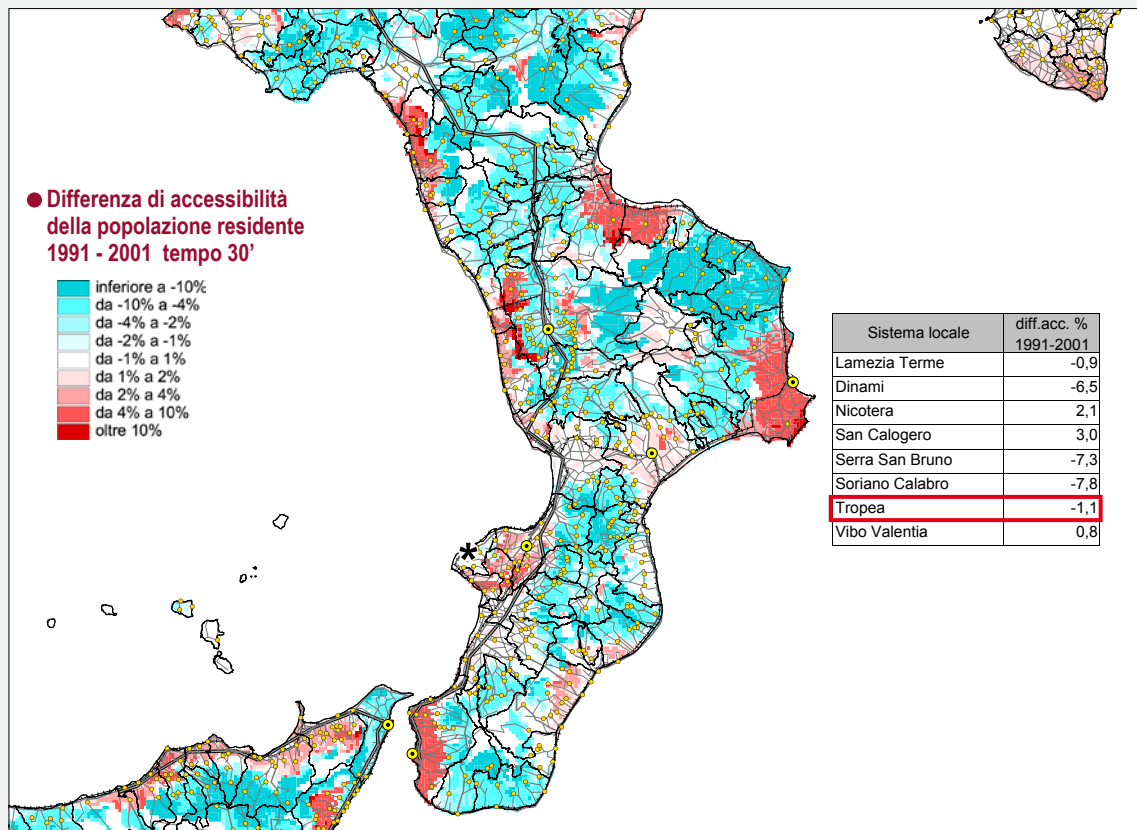 ● Differenza di accessibilità
della popolazione residente
1991 - 2001 tempo 30'
inferiore a -10%
da -10% a -4%
da -4% a -2%
da -2% a -1%
da -1% a 1%
da 1% a 2%
da 2% a 4%
da 4% a 10%
oltre 10%
*
Sistema locale diff.acc. %
1991-2001
Lamezia Terme -0,9
Dinami -6,5
Nicotera 2,1
San Calogero 3,0
Serra San Bruno -7,3
Soriano Calabro -7,8
Tropea -1,1
Vibo Valentia 0,8